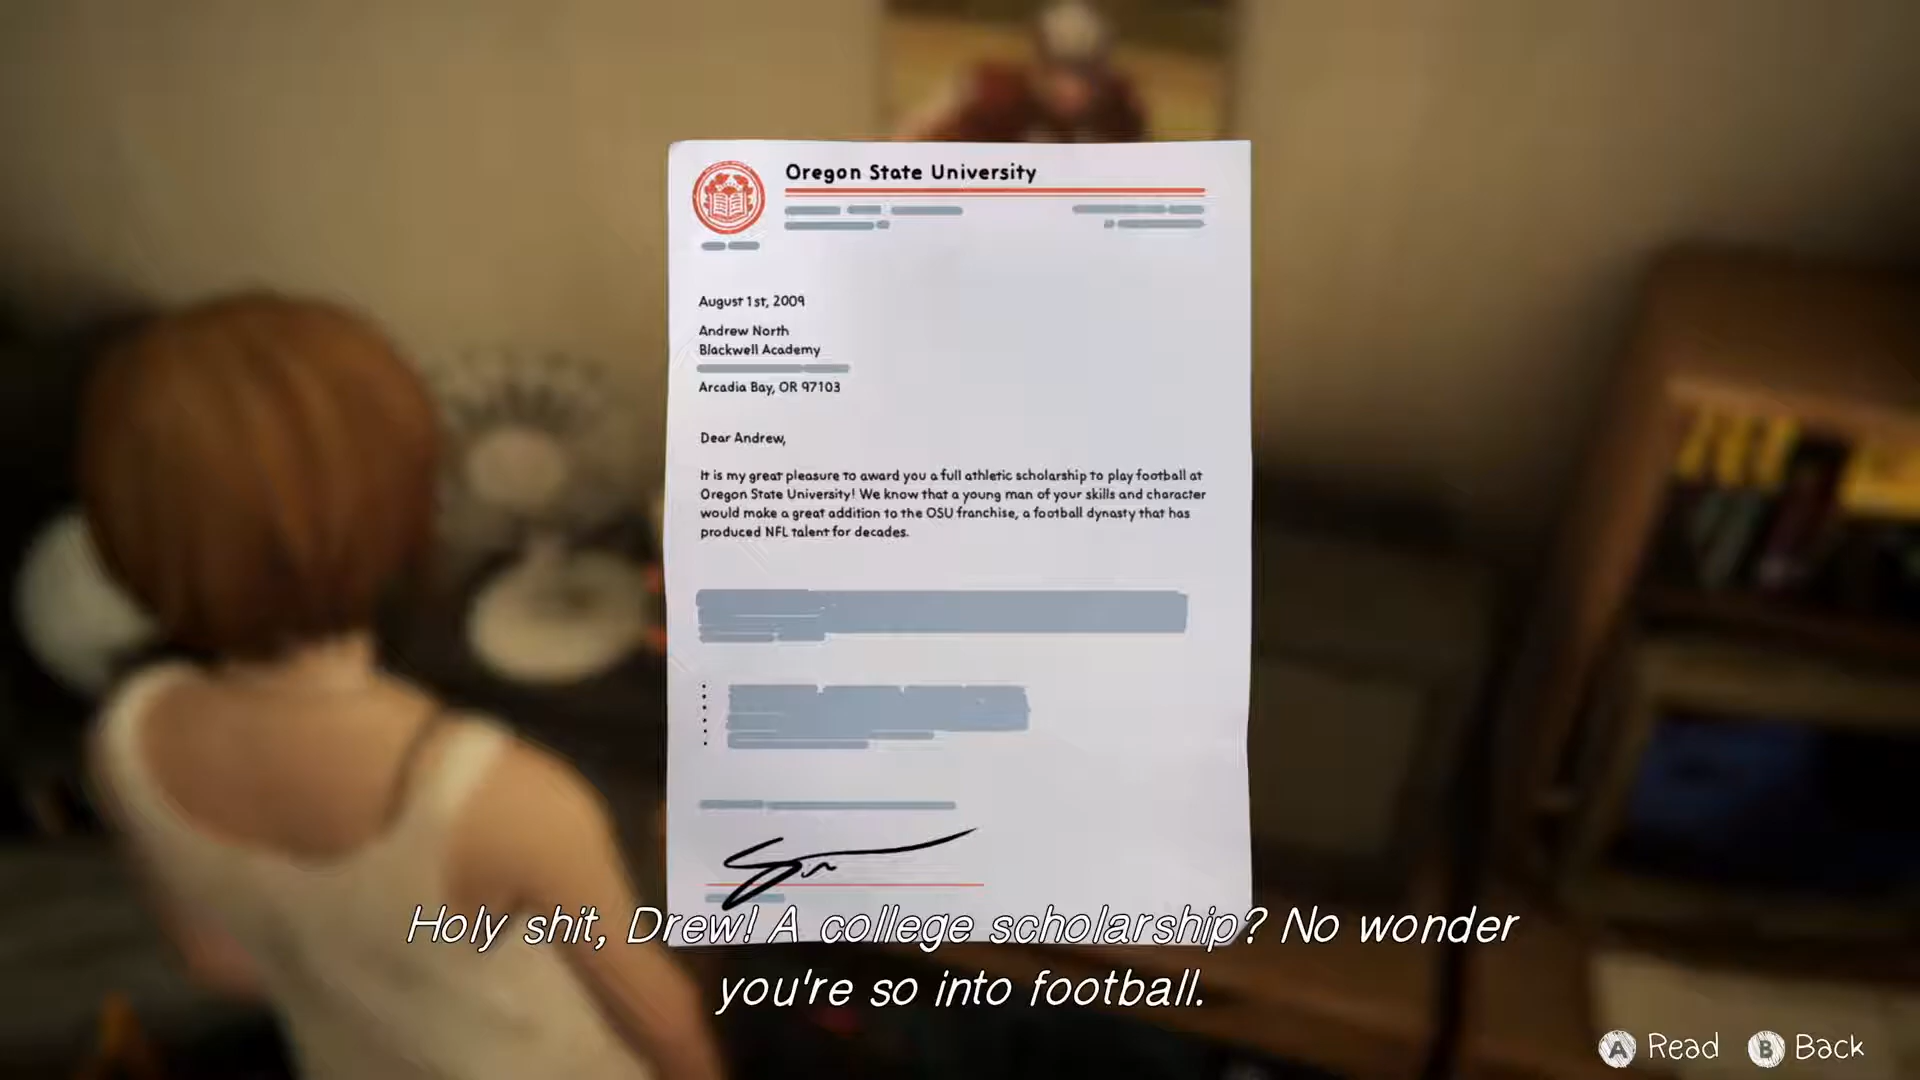 Oregon State University
August 1st, 2009
Andrew North
Blackwell Academy
Arcadia Bay, OR 97103
Dear Andrew,
It is my great pleasure to award you a full athletic scholarship to play football at
Oregon State University! We know that a young man of your skills and character
would make a great addition to the OSU franchise, a football dynasty that has
produced NFL talent for decades.
Holy shit, Drew! A college scholarship? No wonder
you're so into football.
A Read B Back